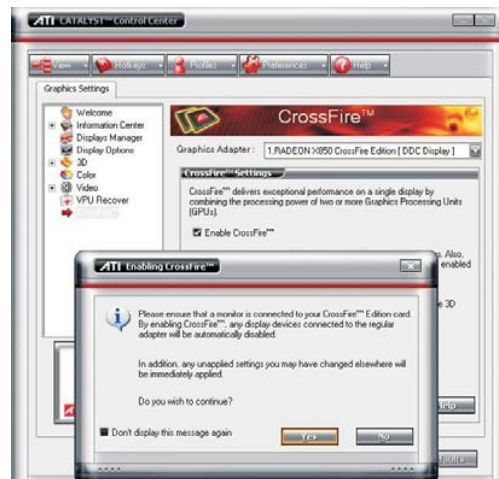 ATI CATALYST™ Control Center
View Hotkeys Profiles Preferences Help
Graphics Settings
Welcome
Information Center
Displays Manager
Display Options
3D
Color
Video
VPU Recover
CrossFire™
Graphics Adapter :
1.RADEON X850 CrossFire Edition [ DDC Display ]
CrossFire™ Settings
CrossFire™ delivers exceptional performance on a single display by
combining the processing power of two or more Graphics Processing Units
(GPUs).
Enable CrossFire™
s. Also,
enabled
e 3D
ATI Enabling CrossFire™
Please ensure that a monitor is connected to your CrossFire™ Edition card.
By enabling CrossFire™, any display devices connected to the regular
adapter will be automatically disabled.
In addition, any unapplied settings you may have changed elsewhere will
be immediately applied.
Do you wish to continue?
Don't display this message again
Yes
No
Help
faults